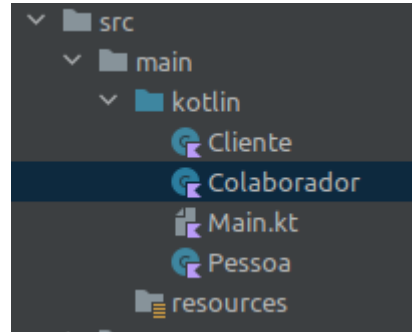 src
main
kotlin
Cliente
Colaborador
Main.kt
Pessoa
resources